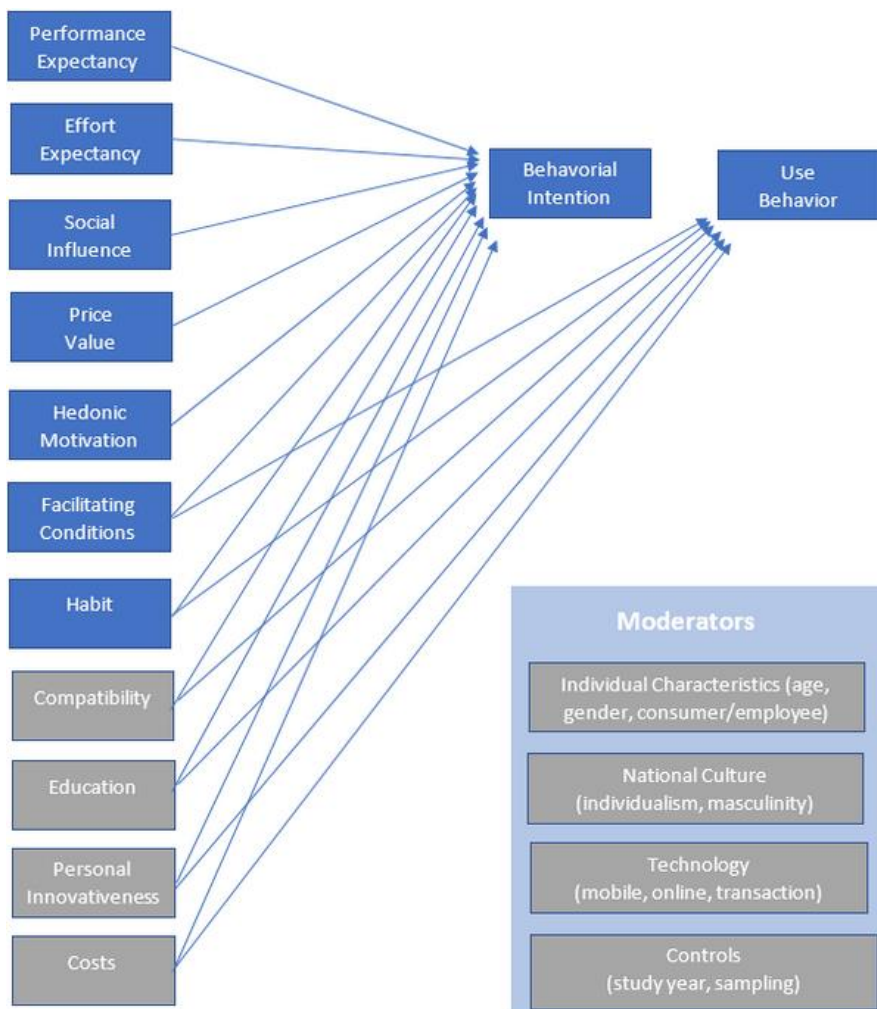 Performance
Expectancy
Effort
Expectancy
Social
Influence
Price
Value
Hedonic
Motivation
Facilitating
Conditions
Habit
Compatibility
Education
Personal
Innovativeness
Costs
Behavorial
Intention
Use
Behavior
Moderators
Individual Characteristics (age,
gender, consumer/employee)
National Culture
(individualism, masculinity)
Technology
(mobile, online, transaction)
Controls
(study year, sampling)